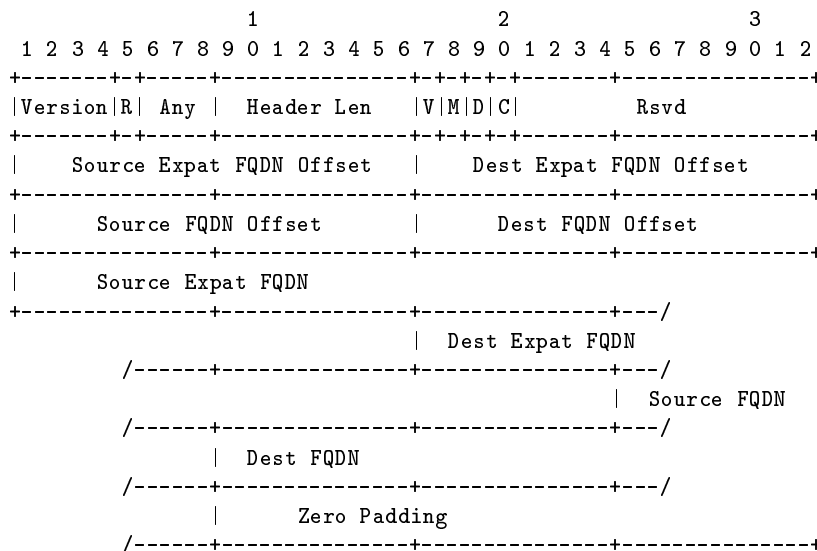 1                   2                   3
 1 2 3 4 5 6 7 8 9 0 1 2 3 4 5 6 7 8 9 0 1 2 3 4 5 6 7 8 9 0 1 2
+-------+-+-----+---------------+-+-+-+-+-------+---------------+
|Version|R| Any |  Header Len   |V|M|D|C|         Rsvd
+-------+-+-----+---------------+-+-+-+-+-------+---------------+
|    Source Expat FQDN Offset   |    Dest Expat FQDN Offset
+---------------+---------------+---------------+---------------+
|      Source FQDN Offset       |      Dest FQDN Offset
+---------------+---------------+---------------+---------------+
|      Source Expat FQDN
+---------------+---------------+---------------+---/
                                |  Dest Expat FQDN
         /------+---------------+---------------+---/
                                                |  Source FQDN
         /------+---------------+---------------+---/
                |  Dest FQDN
         /------+---------------+---------------+---/
                |      Zero Padding
         /------+---------------+---------------+---------------+